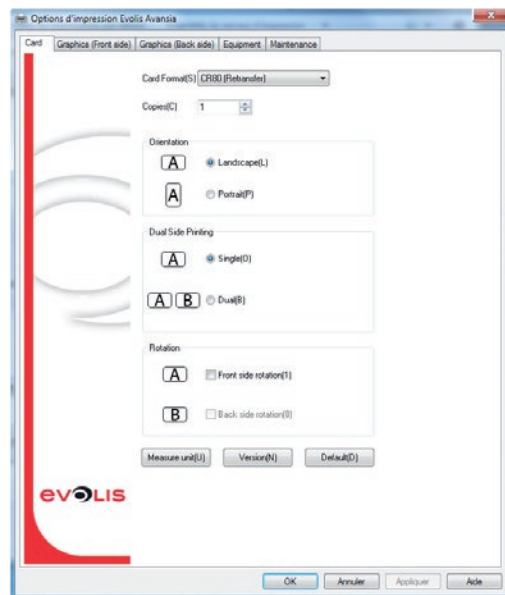 Options d'impression Evolis Avansia
Card
Graphics (Front side)
Graphics (Back side)
Equipment
Maintenance
Card Format(S) CR80 (Retransfer)
Copies(C) 1
Orientation
A Landscape(L)
A Portrait(P)
Dual Side Printing
A Single(O)
A B Dual(B)
Rotation
A Front side rotation(1)
B Back side rotation(0)
Measure unit(U) Version(N) Default(D)
evolis
OK Annuler Appliquer Aide